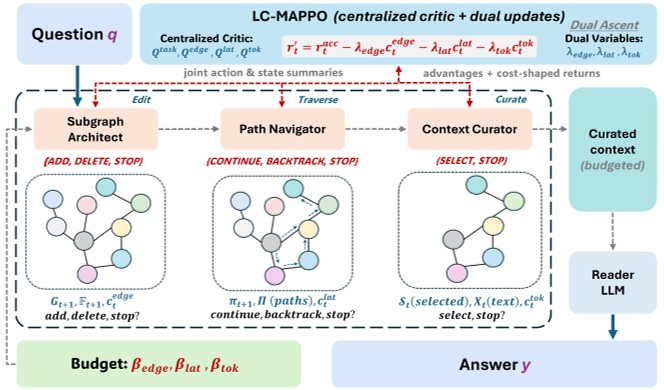 Question q
LC-MAPPO (centralized critic + dual updates)
Centralized Critic:
Q^task, Q^edge, Q^lat, Q^tok
r'_t = r_t^acc − λ_edge c_t^edge − λ_lat c_t^lat − λ_tok c_t^tok
Dual Ascent
Dual Variables:
λ_edge, λ_lat, λ_tok
joint action & state summaries
advantages + cost-shaped returns
Edit
Traverse
Curate
Subgraph
Architect
Path Navigator
Context Curator
{ADD, DELETE, STOP}
{CONTINUE, BACKTRACK, STOP}
{SELECT, STOP}
G_{t+1}, 𝔽_{t+1}, c_t^edge
add, delete, stop?
π_{t+1}, Π (paths), c_t^lat
continue, backtrack, stop?
S_t(selected), X_t(text), c_t^tok
select, stop?
Curated
context
(budgeted)
Reader
LLM
Budget: β_edge, β_lat, β_tok
Answer y